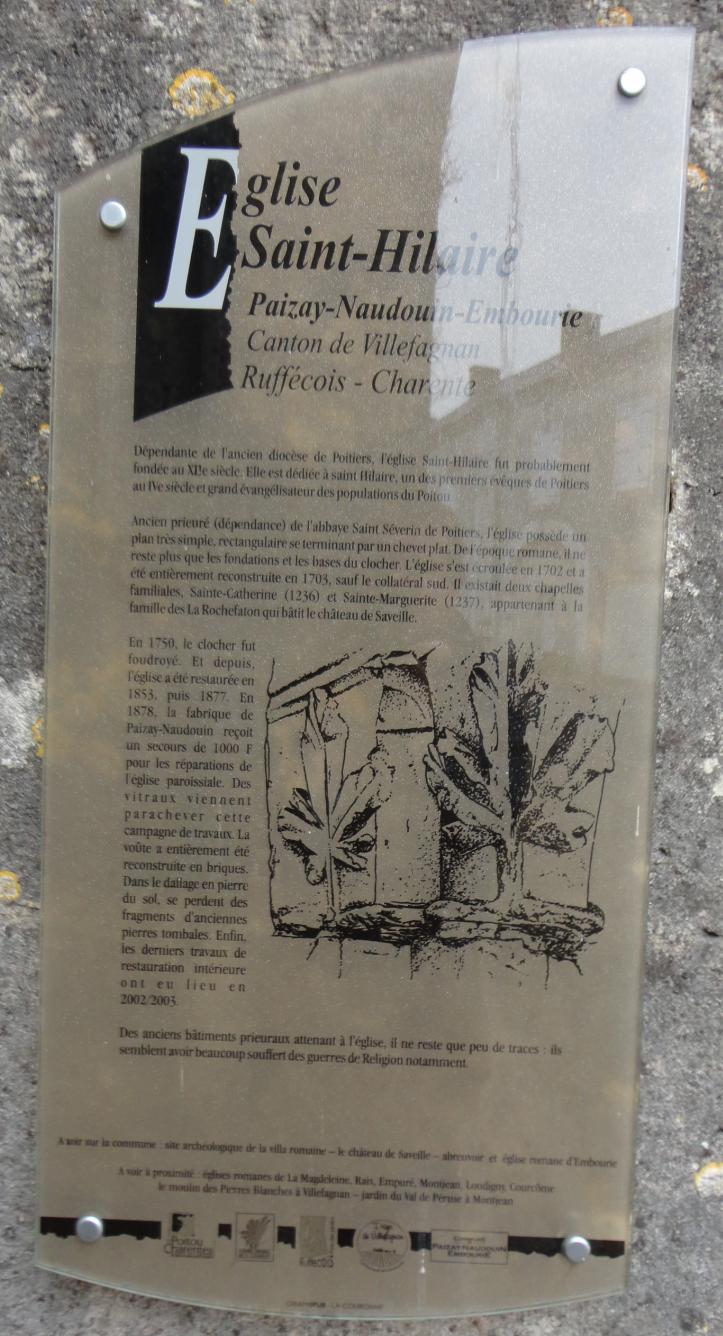 Eglise
Saint-Hilaire
Paizay-Naudouin-Embourie
Canton de Villefagnan
Ruffécois - Charente
Dépendante de l'ancien diocèse de Poitiers, l'église Saint-Hilaire fut probablement
fondée au XIIe siècle. Elle est dédiée à saint Hilaire, un des premiers évêques de Poitiers
au IVe siècle et grand évangélisateur des populations du Poitou.
Ancien prieuré (dépendance) de l'abbaye Saint Séverin de Poitiers, l'église possède un
plan très simple, rectangulaire se terminant par un chevet plat. De l'époque romane, il ne
reste plus que les fondations et les bases du clocher. L'église s'est écroulée en 1702 et a
été entièrement reconstruite en 1703, sauf le collatéral sud. Il existait deux chapelles
familiales, Sainte-Catherine (1236) et Sainte-Marguerite (1237), appartenant à la
famille des La Rochefaton qui bâtit le château de Saveille.
En 1750, le clocher fut
foudroyé. Et depuis,
l'église a été restaurée en
1853, puis 1877. En
1878, la fabrique de
Paizay-Naudouin reçoit
un secours de 1000 F
pour les réparations de
l'église paroissiale. Des
vitraux viennent
parachever cette
campagne de travaux. La
voûte a entièrement été
reconstruite en briques.
Dans le dallage en pierre
du sol, se perdent des
fragments d'anciennes
pierres tombales. Enfin,
les derniers travaux de
restauration intérieure
ont eu lieu en
2002/2003.
Des anciens bâtiments prieuraux attenant à l'église, il ne reste que peu de traces : ils
semblent avoir beaucoup souffert des guerres de Religion notamment.
A voir sur la commune : site archéologique de la villa romaine – le château de Saveille – abreuvoir et église romane d'Embourie
A voir à proximité : églises romanes de La Magdeleine, Raix, Empuré, Montjean, Londigny, Courcôme
le moulin des Pierres Blanches à Villefagnan – jardin du Val de Péruse à Montjean
Poitou
Charentes
de Villefagnan
PAIZAY-NAUDOUIN
EMBOURIE